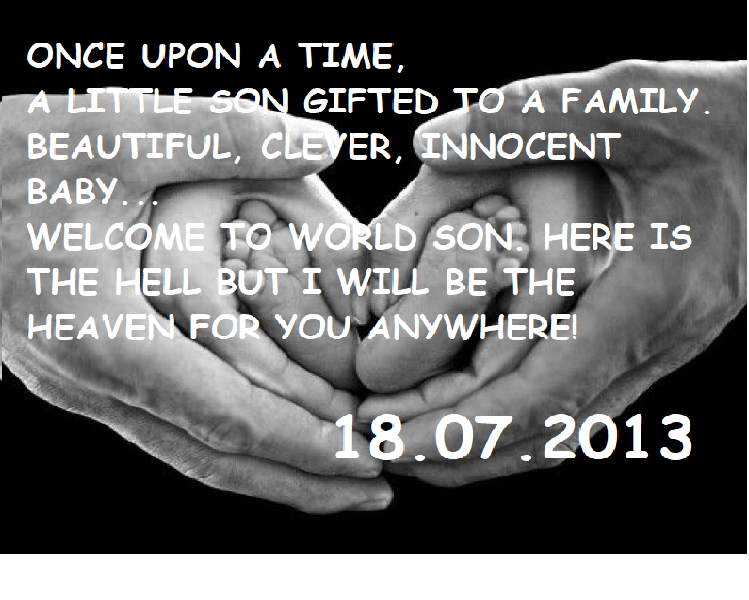 ONCE UPON A TIME,
A LITTLE SON GIFTED TO A FAMILY.
BEAUTIFUL, CLEVER, INNOCENT
BABY...
WELCOME TO WORLD SON. HERE IS
THE HELL BUT I WILL BE THE
HEAVEN FOR YOU ANYWHERE!
18.07.2013